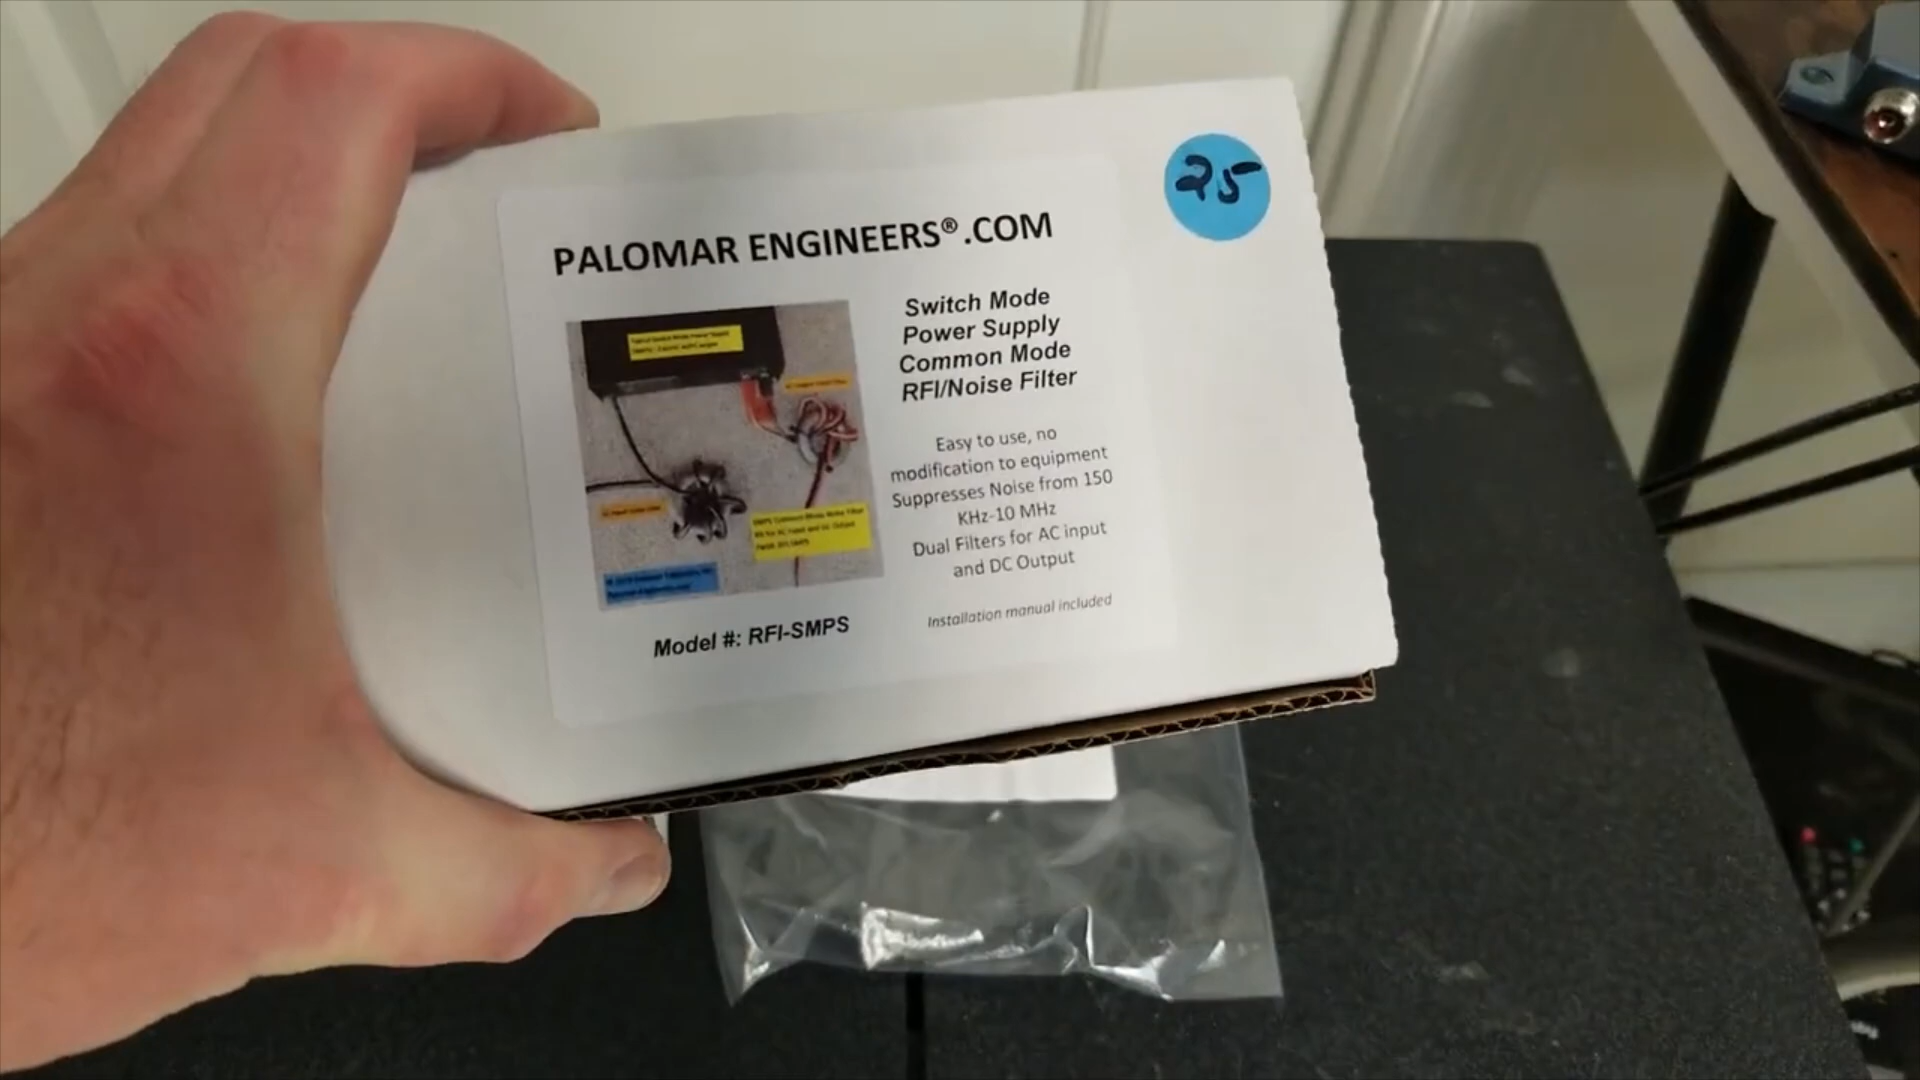 25
PALOMAR ENGINEERS® .COM
Switch Mode
Power Supply
Common Mode
RFI/Noise Filter
Easy to use, no
modification to equipment
Suppresses Noise from 150
KHz-10 MHz
Dual Filters for AC input
and DC Output
Installation manual included
Model #: RFI-SMPS